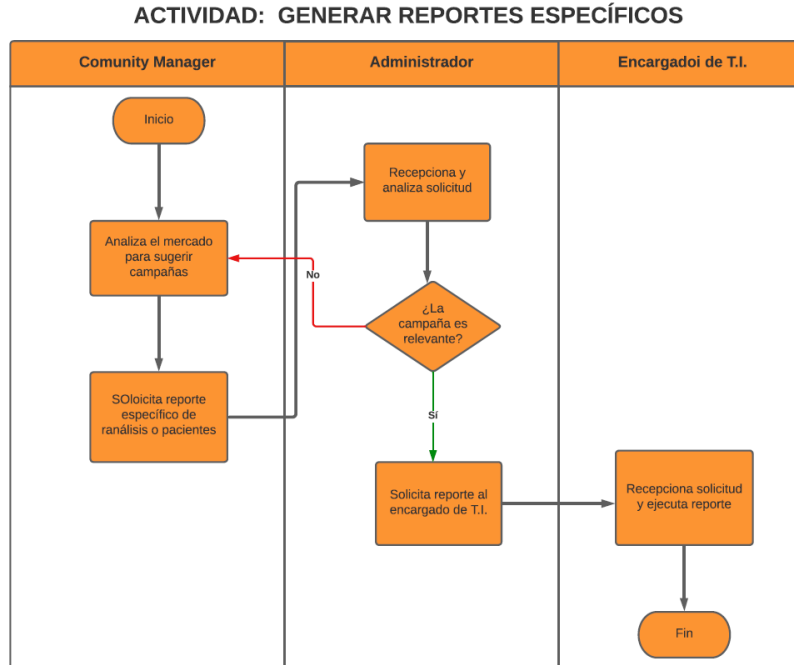 ACTIVIDAD: GENERAR REPORTES ESPECÍFICOS
Comunity Manager
Administrador
Encargadoi de T.I.
Inicio
Analiza el mercado
para sugerir
campañas
SOloicita reporte
específico de
ranálisis o pacientes
Recepciona y
analiza solicitud
¿La
campaña es
relevante?
No
Sí
Solicita reporte al
encargado de T.I.
Recepciona solicitud
y ejecuta reporte
Fin